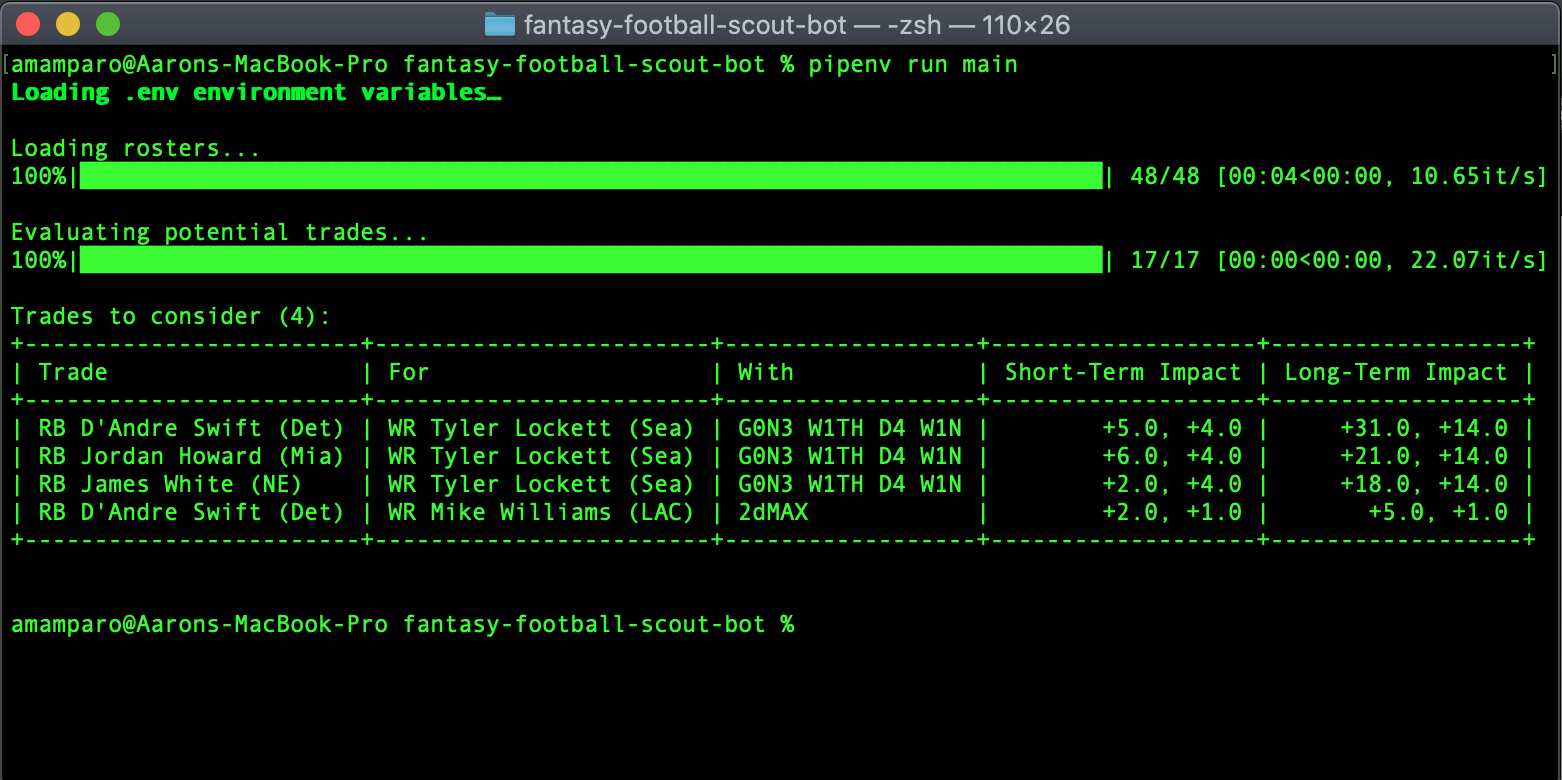 fantasy-football-scout-bot — -zsh — 110×26
[amamparo@Aarons-MacBook-Pro fantasy-football-scout-bot % pipenv run main ]
Loading .env environment variables…
Loading rosters...
100%|██████████████████████████████| 48/48 [00:04<00:00, 10.65it/s]
Evaluating potential trades...
100%|██████████████████████████████| 17/17 [00:00<00:00, 22.07it/s]
Trades to consider (4):
+------------------------+------------------------+------------------+-------------------+------------------+
| Trade | For | With | Short-Term Impact | Long-Term Impact |
+------------------------+------------------------+------------------+-------------------+------------------+
| RB D'Andre Swift (Det) | WR Tyler Lockett (Sea) | G0N3 W1TH D4 W1N | +5.0, +4.0 | +31.0, +14.0 |
| RB Jordan Howard (Mia) | WR Tyler Lockett (Sea) | G0N3 W1TH D4 W1N | +6.0, +4.0 | +21.0, +14.0 |
| RB James White (NE) | WR Tyler Lockett (Sea) | G0N3 W1TH D4 W1N | +2.0, +4.0 | +18.0, +14.0 |
| RB D'Andre Swift (Det) | WR Mike Williams (LAC) | 2dMAX | +2.0, +1.0 | +5.0, +1.0 |
+------------------------+------------------------+------------------+-------------------+------------------+
amamparo@Aarons-MacBook-Pro fantasy-football-scout-bot %